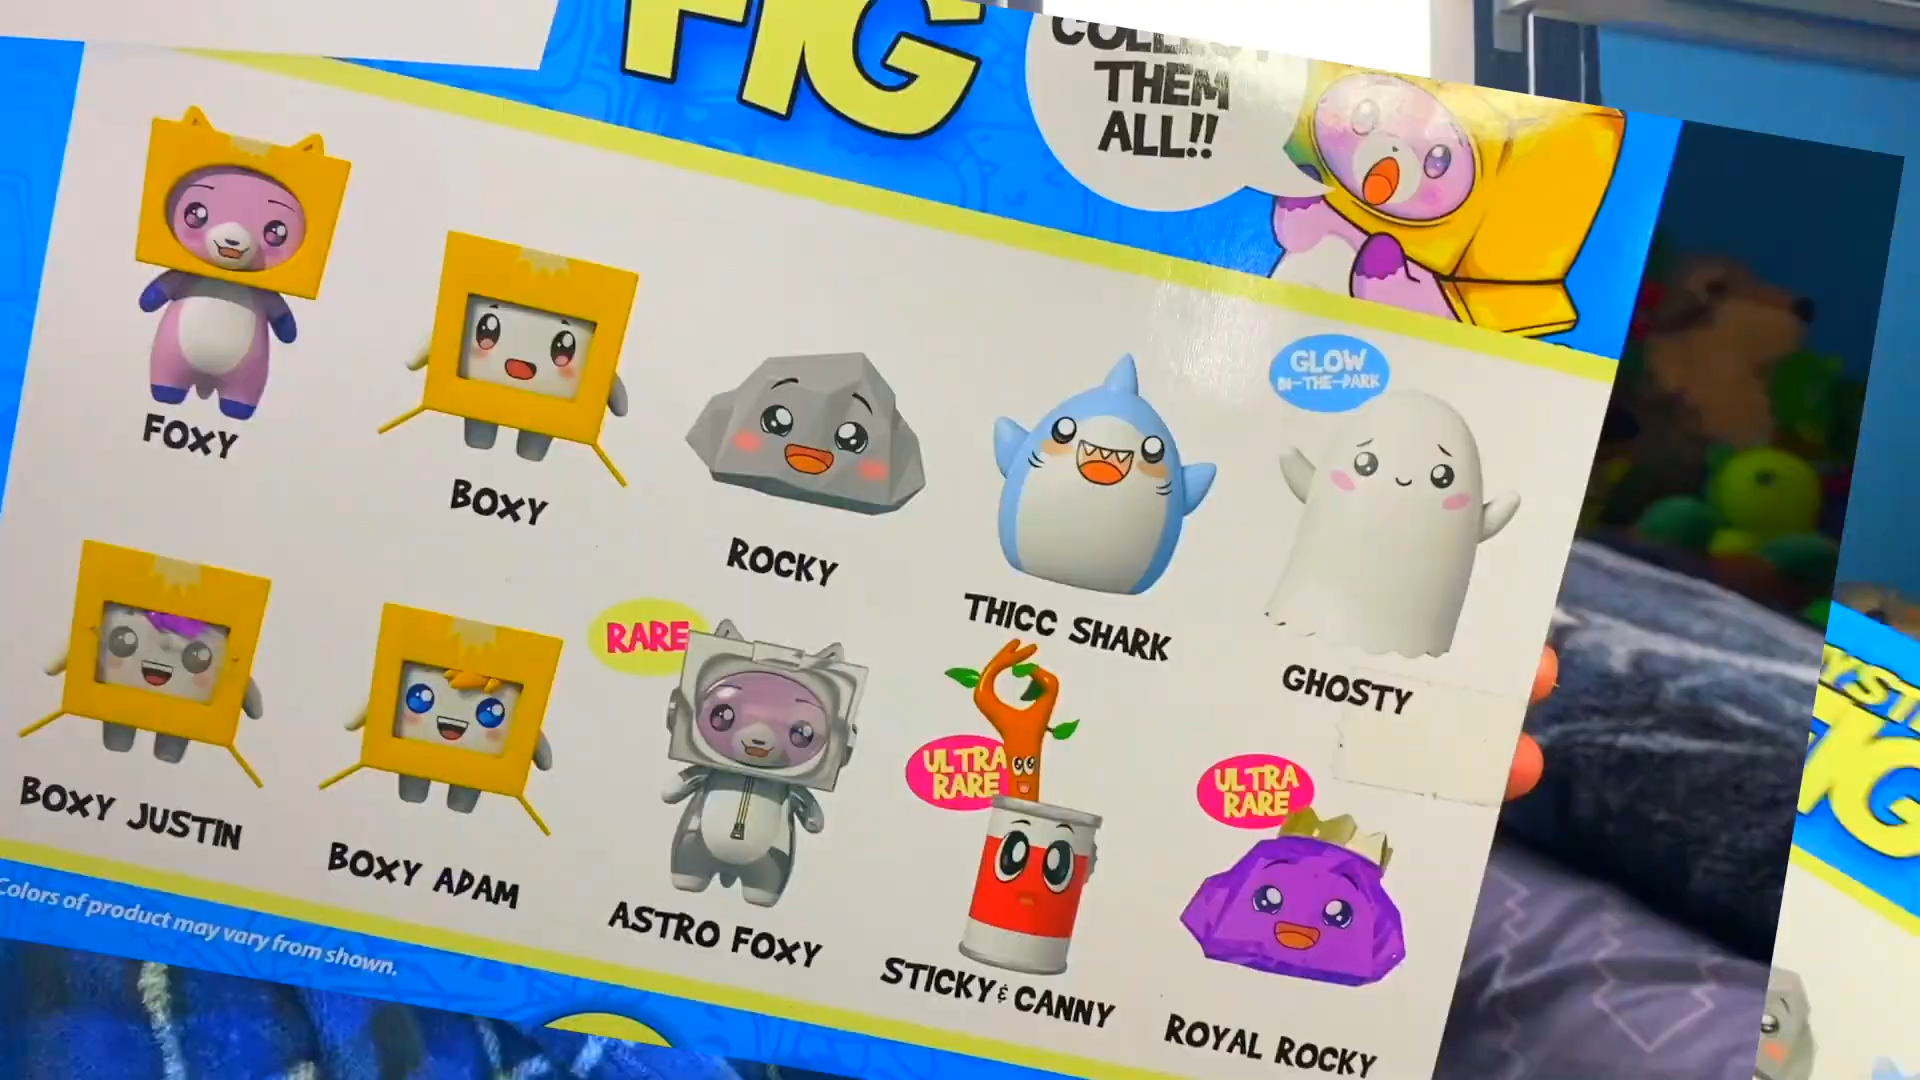 FIG
COLLECT
THEM
ALL!!
GLOW
IN-THE-DARK
FOXY
BOXY
ROCKY
THICC SHARK
GHOSTY
RARE
ULTRA
RARE
ULTRA
RARE
BOXY JUSTIN
BOXY ADAM
ASTRO FOXY
STICKY & CANNY
ROYAL ROCKY
Colors of product may vary from shown.